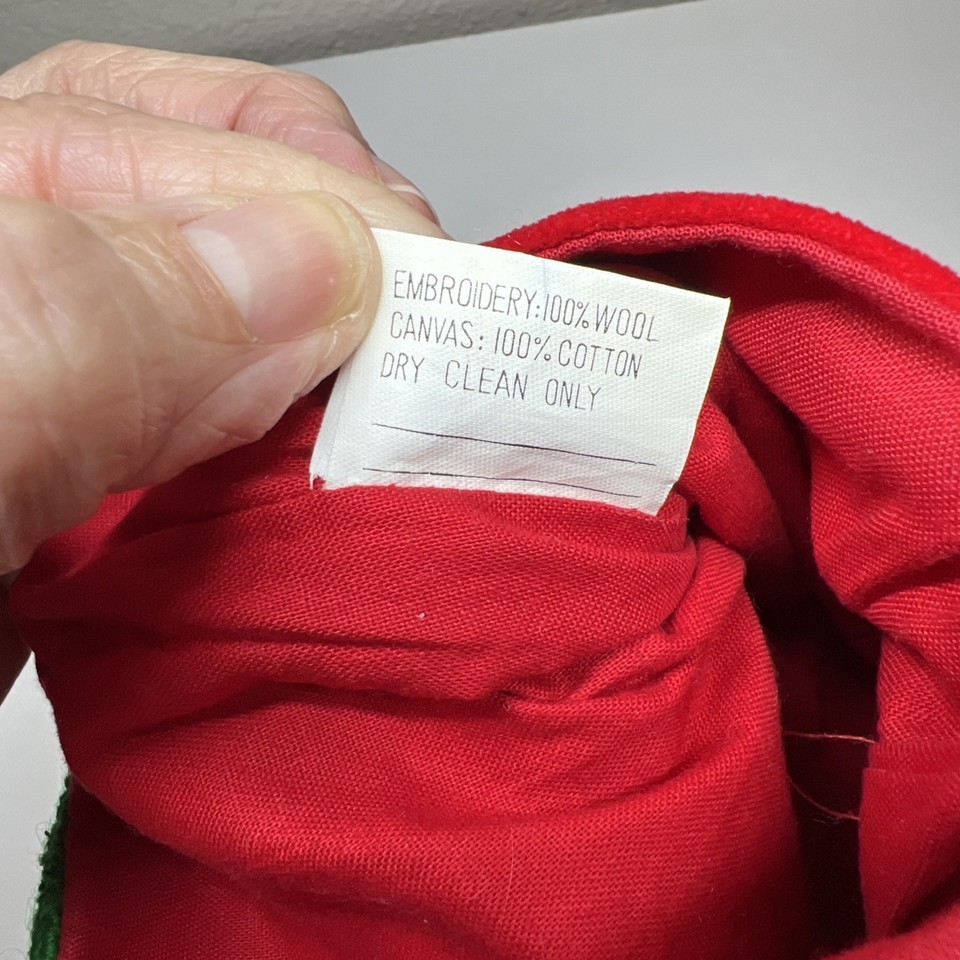 EMBROIDERY: 100% WOOL
CANVAS: 100% COTTON
DRY CLEAN ONLY